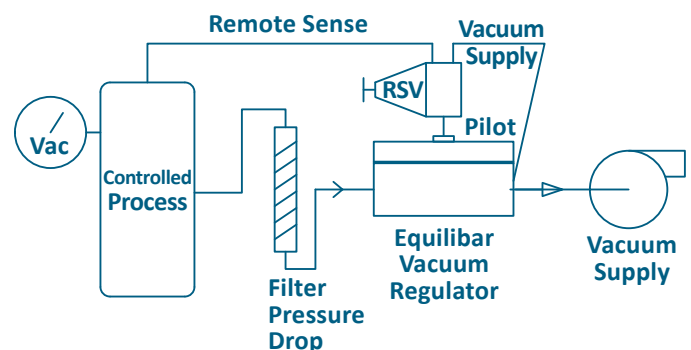 Remote Sense
Vacuum
Supply
RSV
Pilot
Vac
Controlled
Process
Equilibar
Vacuum
Regulator
Vacuum
Supply
Filter
Pressure
Drop